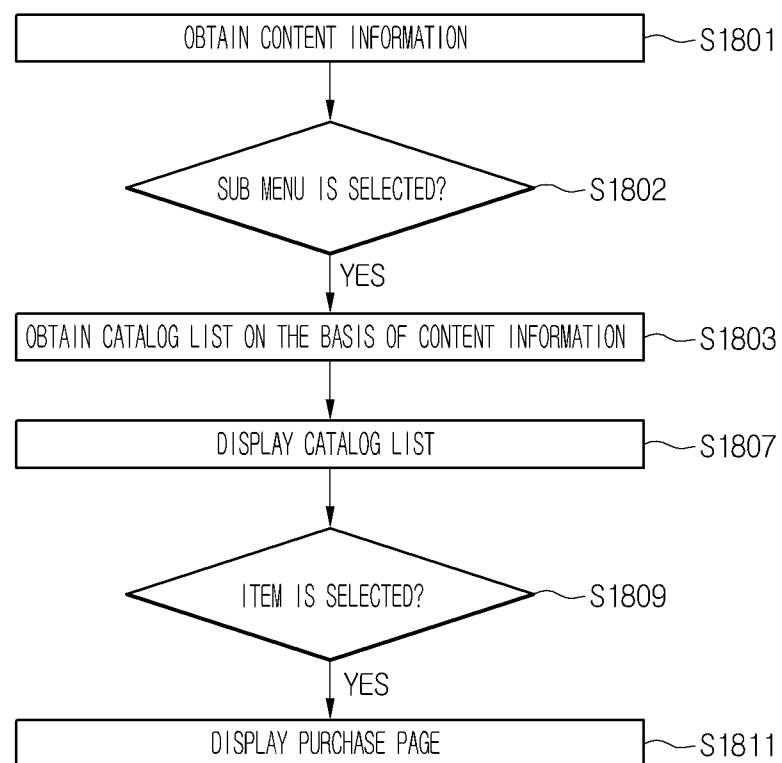 OBTAIN CONTENT INFORMATION
S1801
SUB MENU IS SELECTED?
S1802
YES
OBTAIN CATALOG LIST ON THE BASIS OF CONTENT INFORMATION
S1803
DISPLAY CATALOG LIST
S1807
ITEM IS SELECTED?
S1809
YES
DISPLAY PURCHASE PAGE
S1811